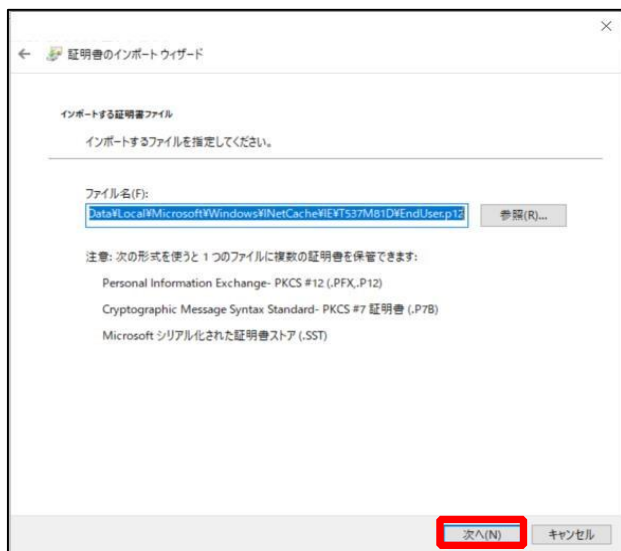 証明書のインポート ウィザード
インポートする証明書ファイル
インポートするファイルを指定してください。
ファイル名(F):
Data¥Local¥Microsoft¥Windows¥INetCache¥IE¥T537M81D¥EndUser.p12
参照(R)...
注意: 次の形式を使うと 1 つのファイルに複数の証明書を保管できます:
Personal Information Exchange- PKCS #12 (.PFX,.P12)
Cryptographic Message Syntax Standard- PKCS #7 証明書 (.P7B)
Microsoft シリアル化された証明書ストア (.SST)
次へ(N)
キャンセル